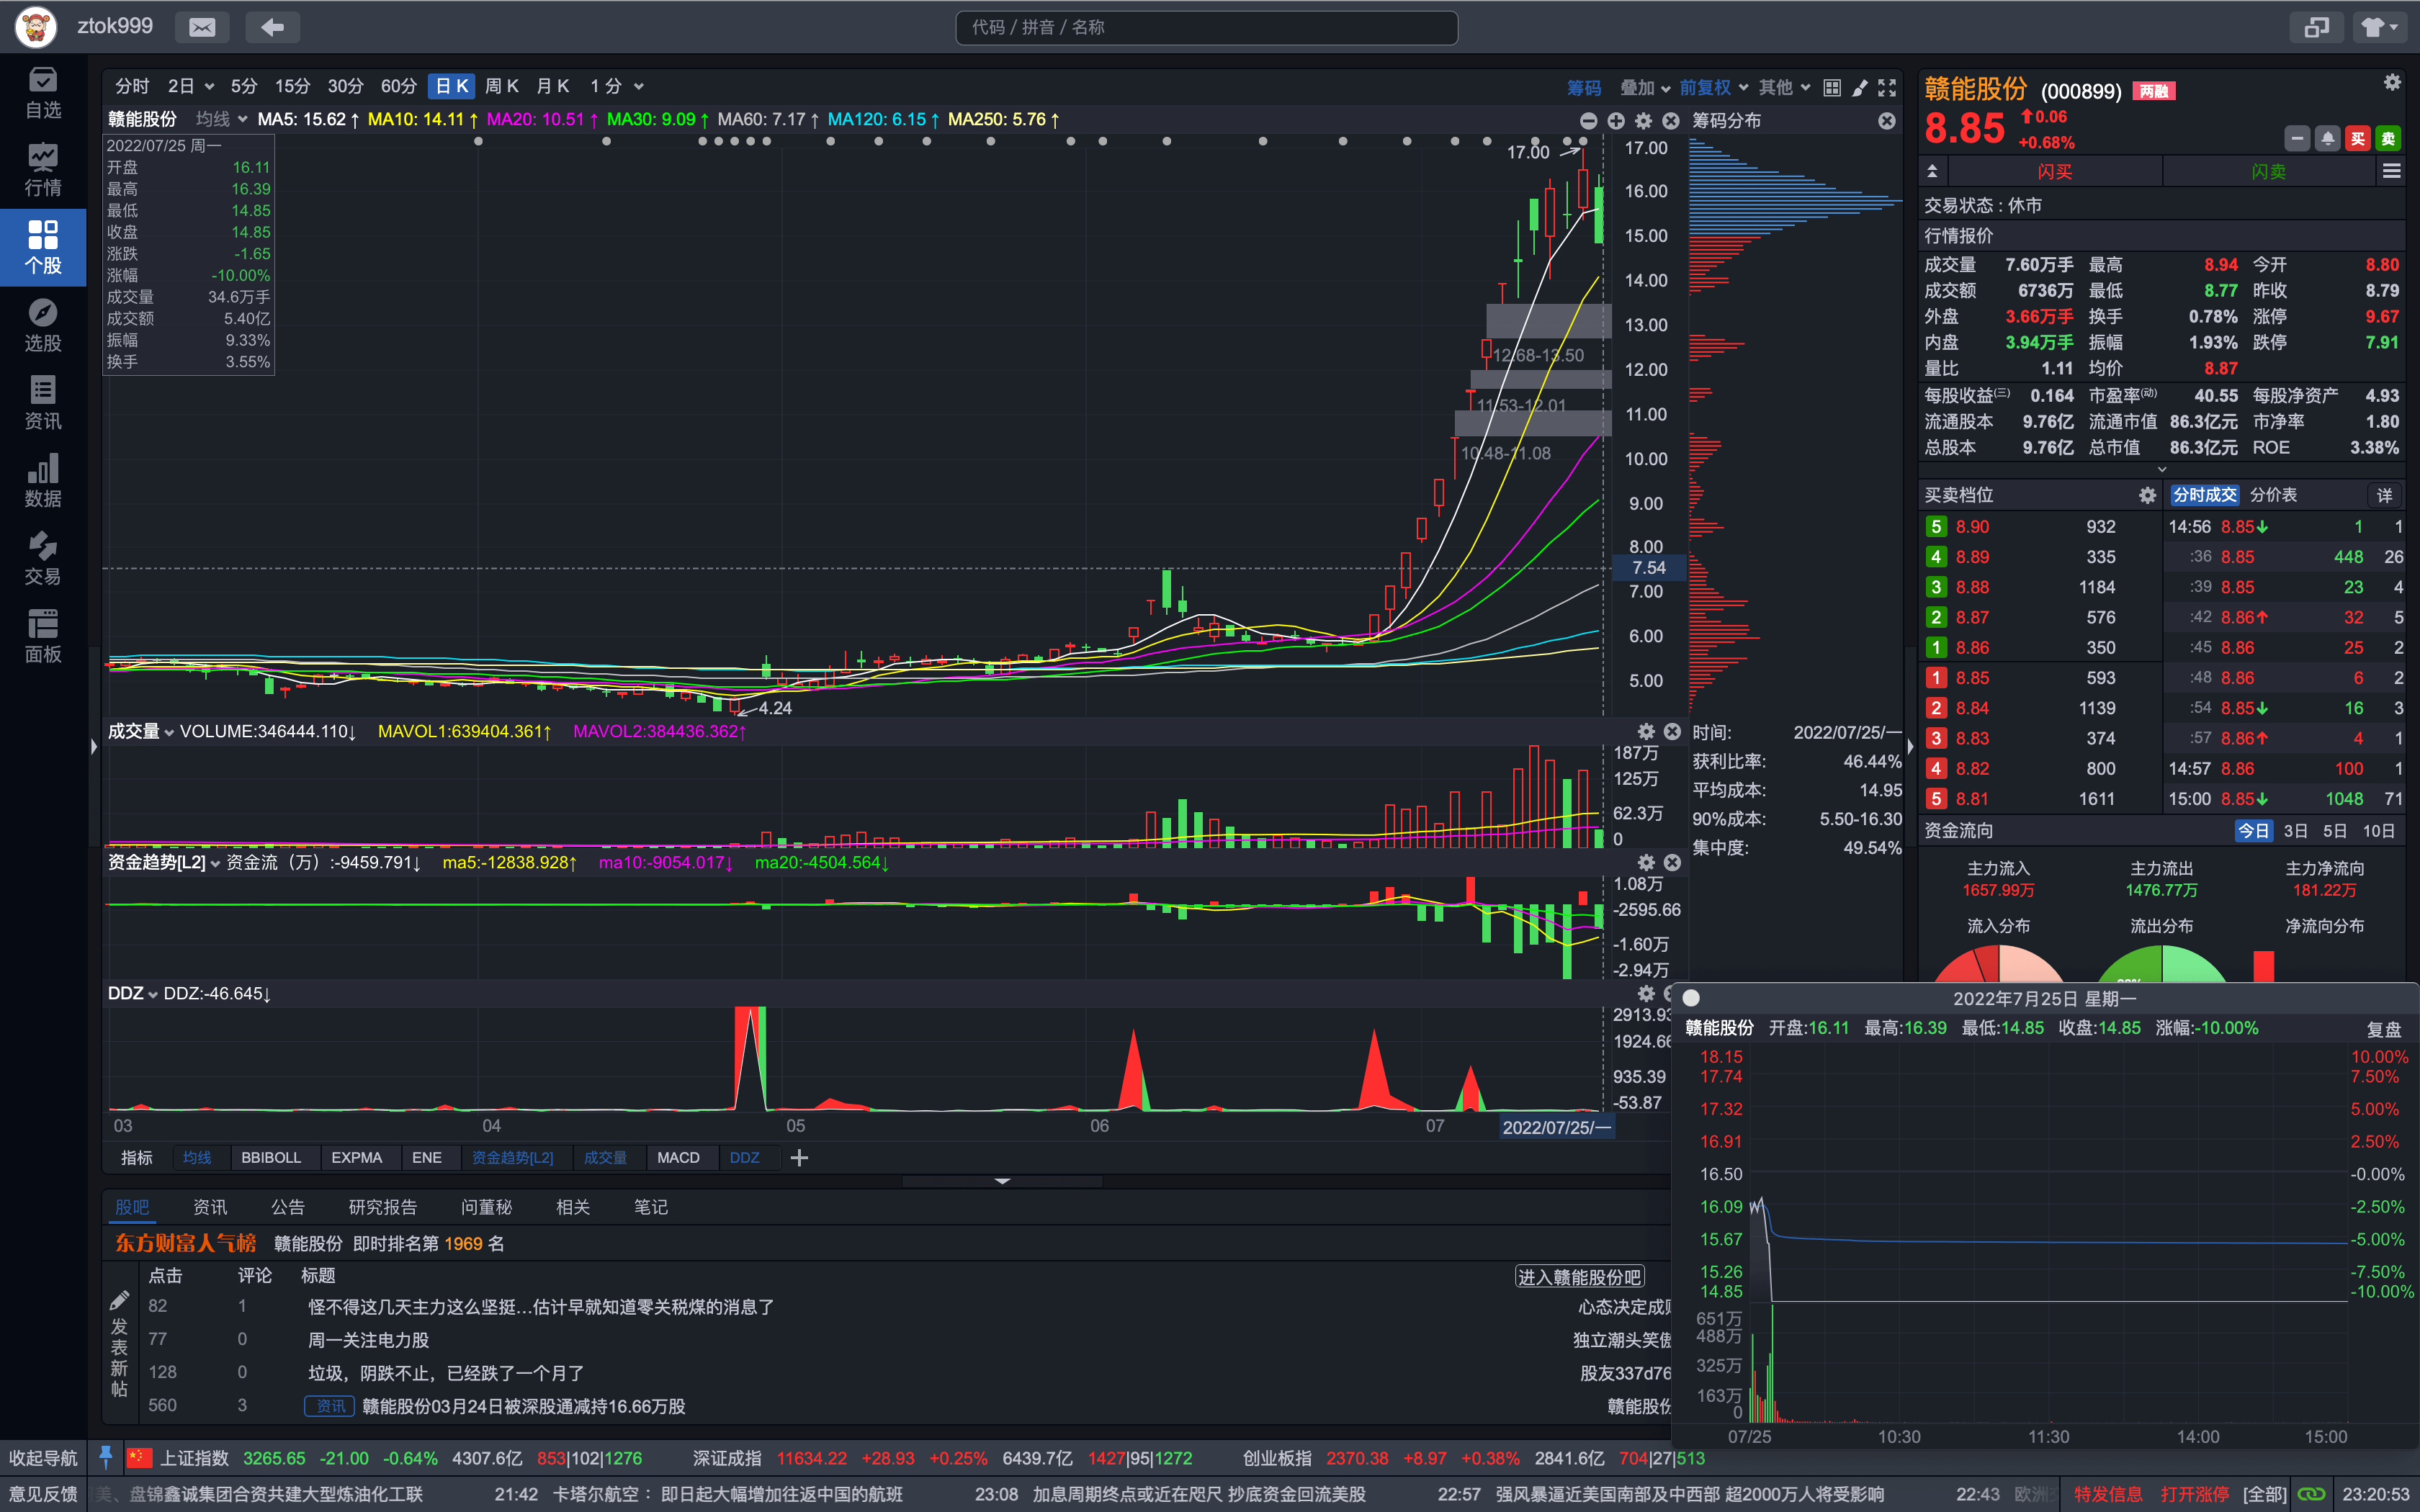 ztok999
代码 / 拼音 / 名称
自选
行情
个股
选股
资讯
数据
交易
面板
分时 2日 5分 15分 30分 60分 日K 周K 月K 1分 筹码 叠加 前复权 其他
赣能股份 均线 MA5: 15.62↑ MA10: 14.11↑ MA20: 10.51↑ MA30: 9.09↑ MA60: 7.17↑ MA120: 6.15↑ MA250: 5.76↑
2022/07/25 周一
开盘 16.11
最高 16.39
最低 14.85
收盘 14.85
涨跌 -1.65
涨幅 -10.00%
成交量 34.6万手
成交额 5.40亿
振幅 9.33%
换手 3.55%
17.00
12.68-13.50
11.53-12.01
10.48-11.08
4.24
17.00
16.00
15.00
14.00
13.00
12.00
11.00
10.00
9.00
8.00
7.54
7.00
6.00
5.00
成交量 VOLUME:346444.110↓ MAVOL1:639404.361↑ MAVOL2:384436.362↑
187万
125万
62.3万
0
资金趋势[L2] 资金流（万）:-9459.791↓ ma5:-12838.928↑ ma10:-9054.017↓ ma20:-4504.564↓
1.08万
-2595.66
-1.60万
-2.94万
DDZ DDZ:-46.645↓
2913.93
1924.66
935.39
-53.87
03 04 05 06 07 2022/07/25/一
指标 均线 BBIBOLL EXPMA ENE 资金趋势[L2] 成交量 MACD DDZ
筹码分布
时间: 2022/07/25/一
获利比率: 46.44%
平均成本: 14.95
90%成本: 5.50-16.30
集中度: 49.54%
股吧 资讯 公告 研究报告 问董秘 相关 笔记
东方财富人气榜 赣能股份 即时排名第 1969 名
点击 评论 标题 进入赣能股份吧
发表新帖
82 1 怪不得这几天主力这么坚挺...估计早就知道零关税煤的消息了 心态决定成
77 0 周一关注电力股 独立潮头笑傲
128 0 垃圾，阴跌不止，已经跌了一个月了 股友337d76
560 3 资讯 赣能股份03月24日被深股通减持16.66万股 赣能股份
赣能股份 (000899) 两融
8.85 0.06
+0.68%
买 卖
闪买 闪卖
交易状态 : 休市
行情报价
成交量 7.60万手 最高 8.94 今开 8.80
成交额 6736万 最低 8.77 昨收 8.79
外盘 3.66万手 换手 0.78% 涨停 9.67
内盘 3.94万手 振幅 1.93% 跌停 7.91
量比 1.11 均价 8.87
每股收益(三) 0.164 市盈率(动) 40.55 每股净资产 4.93
流通股本 9.76亿 流通市值 86.3亿元 市净率 1.80
总股本 9.76亿 总市值 86.3亿元 ROE 3.38%
买卖档位 分时成交 分价表 详
5 8.90 932 14:56 8.85↓ 1 1
4 8.89 335 :36 8.85 448 26
3 8.88 1184 :39 8.85 23 4
2 8.87 576 :42 8.86↑ 32 5
1 8.86 350 :45 8.86 25 2
1 8.85 593 :48 8.86 6 2
2 8.84 1139 :54 8.85↓ 16 3
3 8.83 374 :57 8.86↑ 4 1
4 8.82 800 14:57 8.86 100 1
5 8.81 1611 15:00 8.85↓ 1048 71
资金流向 今日 3日 5日 10日
主力流入 主力流出 主力净流向
1657.99万 1476.77万 181.22万
流入分布 流出分布 净流向分布
2022年7月25日 星期一
赣能股份 开盘:16.11 最高:16.39 最低:14.85 收盘:14.85 涨幅:-10.00% 复盘
18.15 10.00%
17.74 7.50%
17.32 5.00%
16.91 2.50%
16.50 -0.00%
16.09 -2.50%
15.67 -5.00%
15.26 -7.50%
14.85 -10.00%
651万
488万
325万
163万
0
07/25 10:30 11:30 14:00 15:00
收起导航 上证指数 3265.65 -21.00 -0.64% 4307.6亿 853|102|1276 深证成指 11634.22 +28.93 +0.25% 6439.7亿 1427|95|1272 创业板指 2370.38 +8.97 +0.38% 2841.6亿 704|27|513
意见反馈 美、盘锦鑫诚集团合资共建大型炼油化工联 21:42 卡塔尔航空：即日起大幅增加往返中国的航班 23:08 加息周期终点或近在咫尺 抄底资金回流美股 22:57 强风暴逼近美国南部及中西部 超2000万人将受影响 22:43 欧洲 特发信息 打开涨停 [全部] 23:20:53